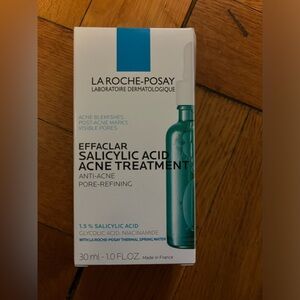 LA ROCHE-POSAY
LABORATOIRE DERMATOLOGIQUE
ACNE BLEMISHES
POST-ACNE MARKS
VISIBLE PORES
EFFACLAR
SALICYLIC ACID
ACNE TREATMENT
ANTI-ACNE
PORE-REFINING
1.5 % SALICYLIC ACID
GLYCOLIC ACID, NIACINAMIDE
WITH LA ROCHE-POSAY THERMAL SPRING WATER
30 ml - 1.0 FL.OZ. Made in France